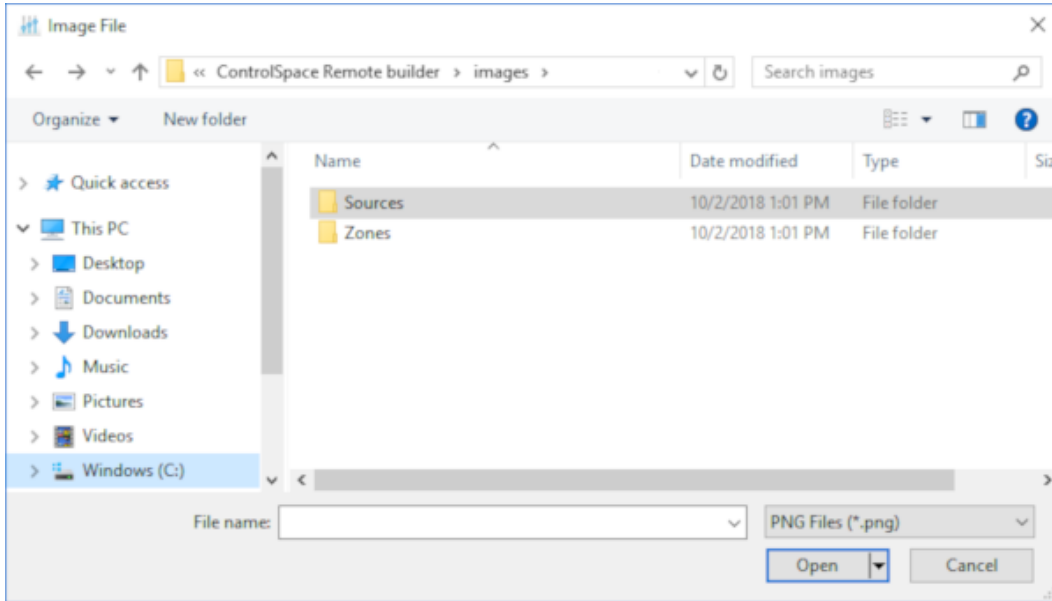 Image File
« ControlSpace Remote builder › images ›
Search images
Organize
New folder
Name
Date modified
Type
Siz
Quick access
Sources
10/2/2018 1:01 PM
File folder
This PC
Zones
10/2/2018 1:01 PM
File folder
Desktop
Documents
Downloads
Music
Pictures
Videos
Windows (C:)
File name:
PNG Files (*.png)
Open
Cancel